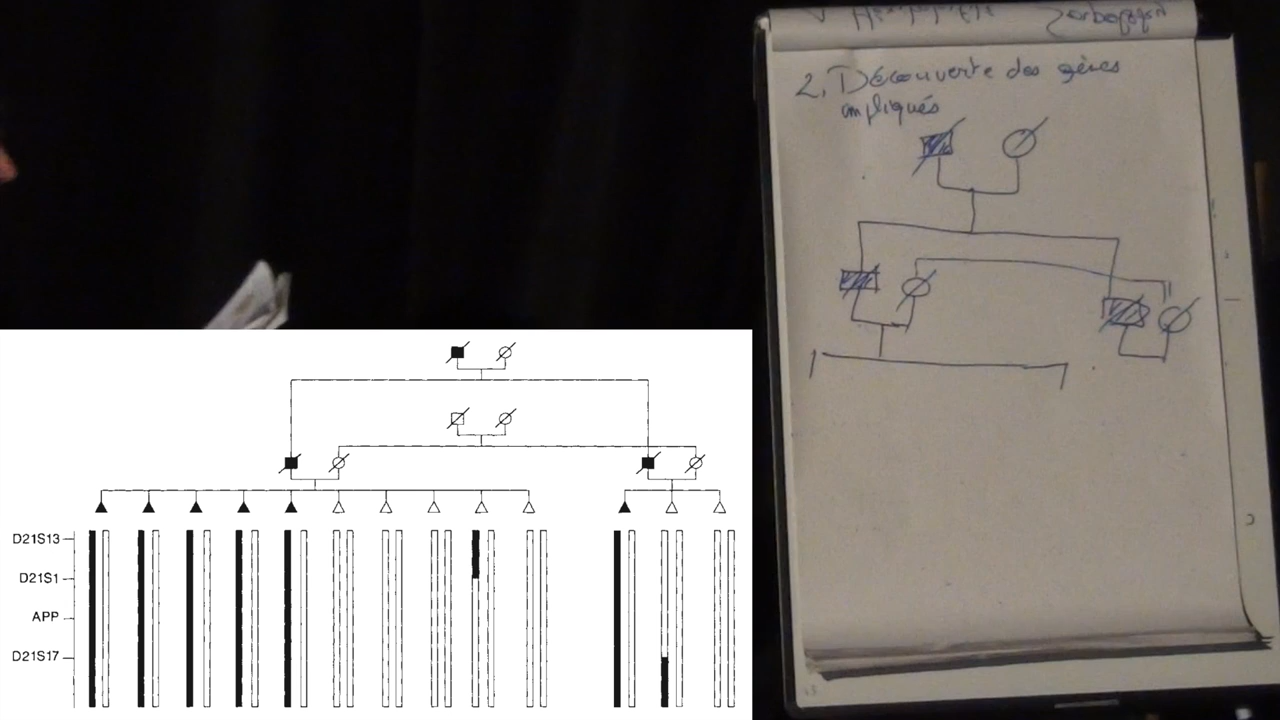 2. Découverte des gènes
impliqués
D21S13
D21S1
APP
D21S17